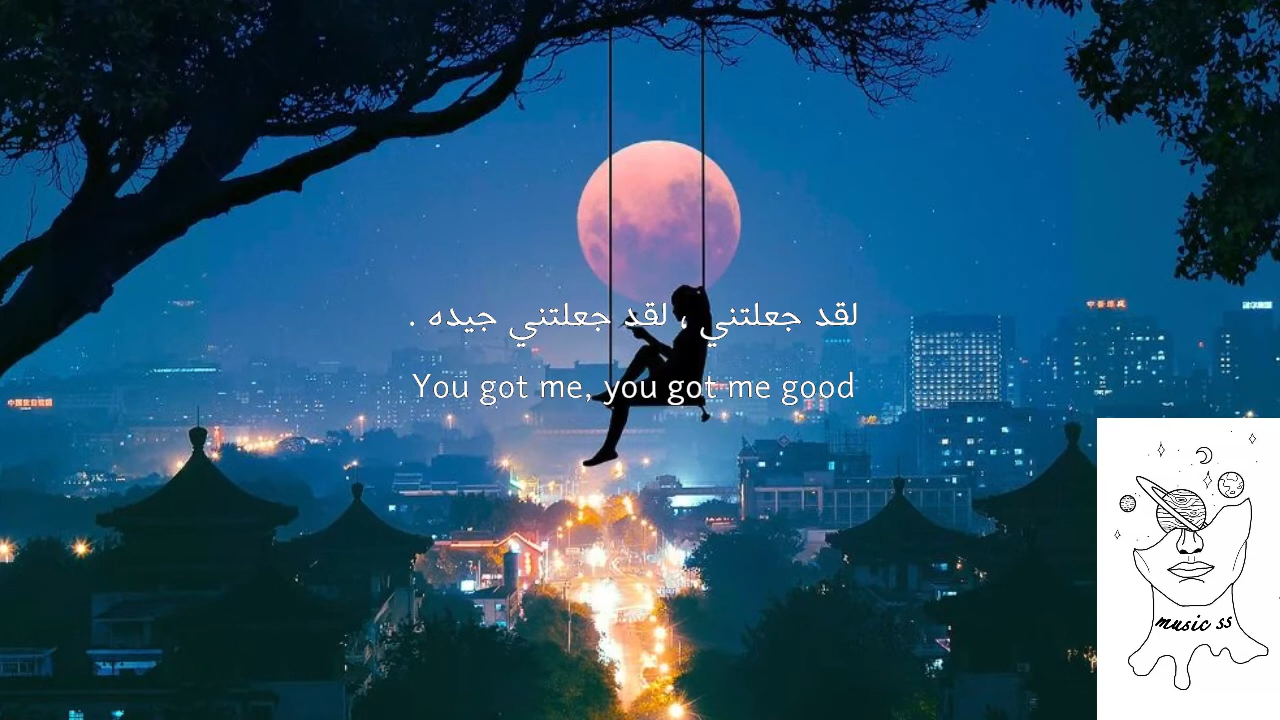 لقد جعلتني ، لقد جعلتني جيده .
You got me, you got me good
music ss